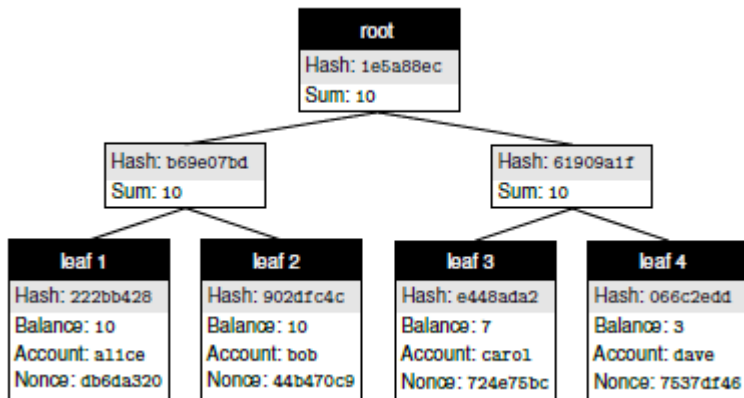 root
Hash: 1e5a88ec
Sum: 10
Hash: b69e07bd
Sum: 10
Hash: 61909a1f
Sum: 10
leaf 1
Hash: 222bb428
Balance: 10
Account: alice
Nonce: db6da320
leaf 2
Hash: 902dfc4c
Balance: 10
Account: bob
Nonce: 44b470c9
leaf 3
Hash: e448ada2
Balance: 7
Account: carol
Nonce: 724e75bc
leaf 4
Hash: 066c2edd
Balance: 3
Account: dave
Nonce: 7537df46